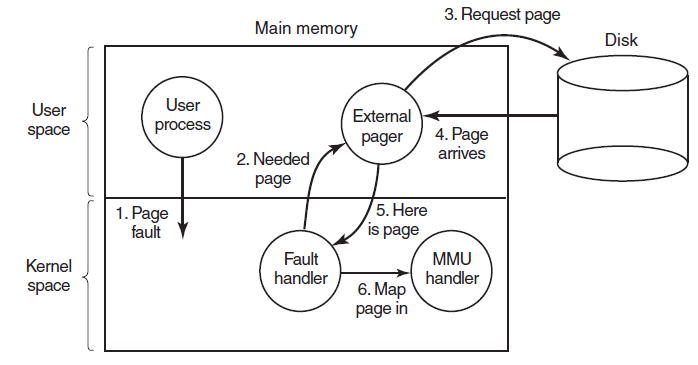 3. Request page
Main memory
Disk
User
space
User
process
External
pager
4. Page
arrives
2. Needed
page
1. Page
fault
5. Here
is page
Kernel
space
Fault
handler
MMU
handler
6. Map
page in